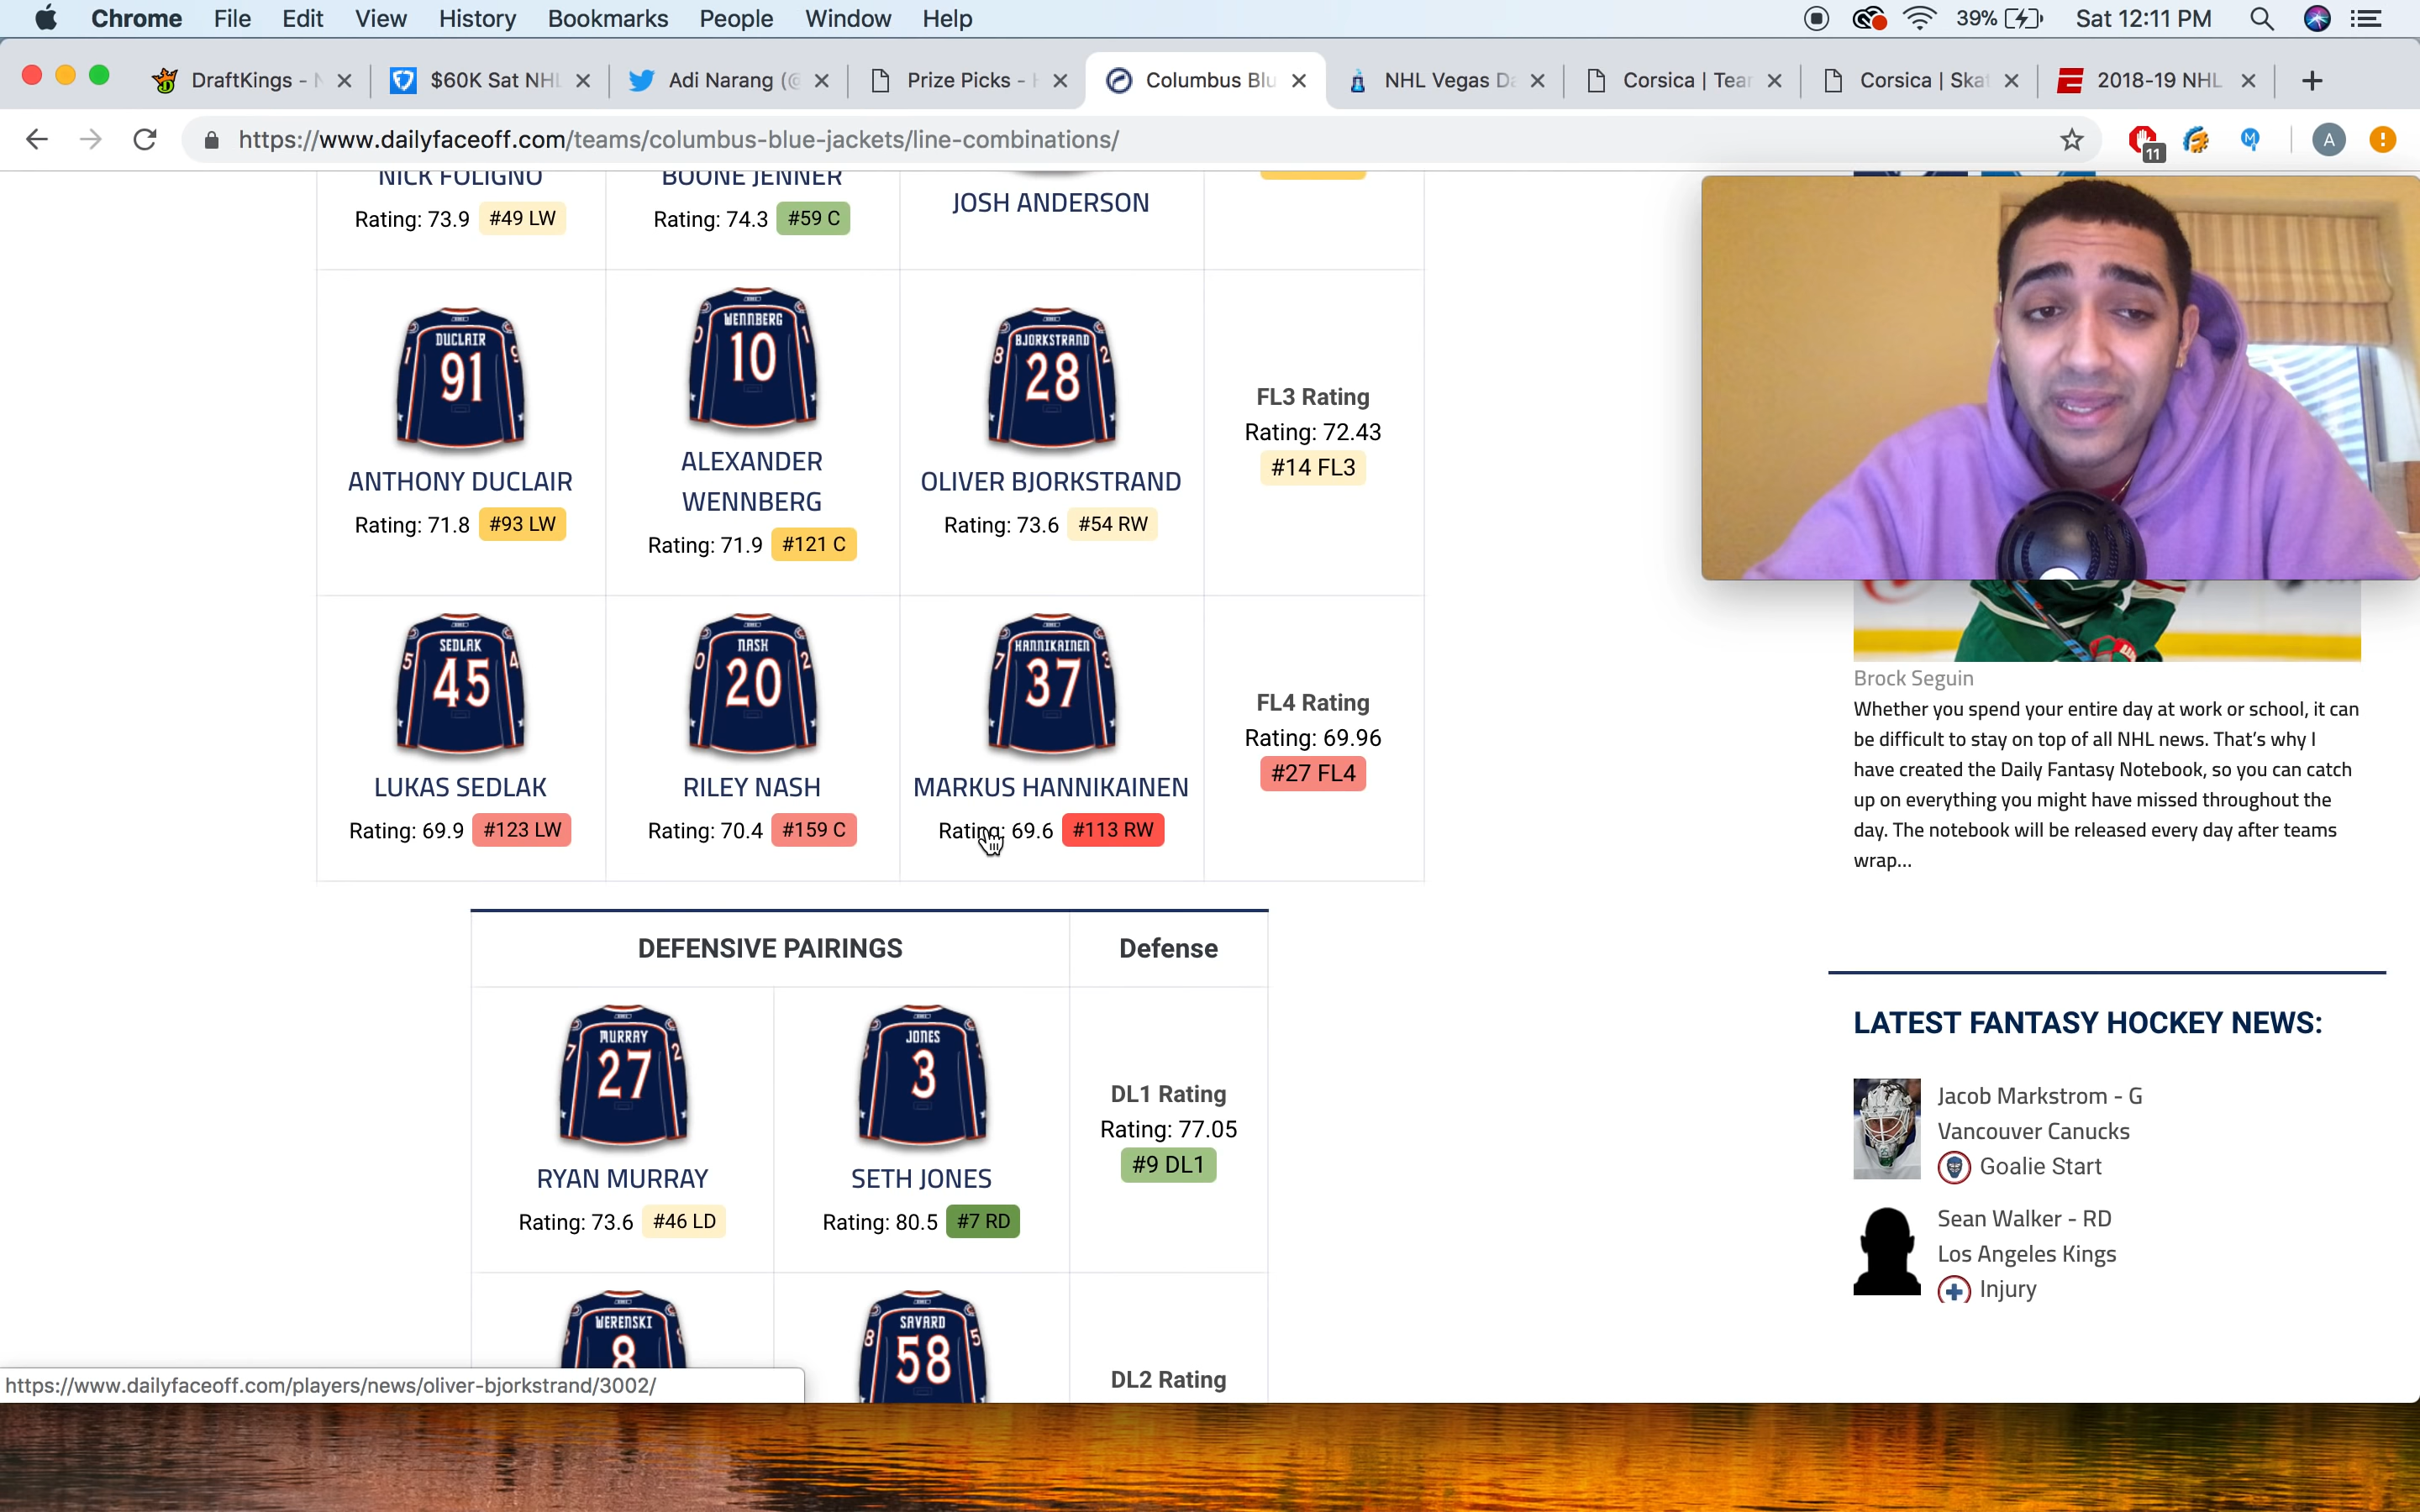 Chrome File Edit View History Bookmarks People Window Help
39% Sat 12:11 PM
DraftKings - N
$60K Sat NHL
Adi Narang (@
Prize Picks - H
Columbus Blu
NHL Vegas Da
Corsica | Tear
Corsica | Skat
2018-19 NHL
https://www.dailyfaceoff.com/teams/columbus-blue-jackets/line-combinations/
11
A
NICK FOLIGNO
Rating: 73.9 #49 LW
BOONE JENNER
Rating: 74.3 #59 C
JOSH ANDERSON
DUCLAIR
91
ANTHONY DUCLAIR
Rating: 71.8 #93 LW
WENNBERG
10
ALEXANDER
WENNBERG
Rating: 71.9 #121 C
BJORKSTRAND
28
OLIVER BJORKSTRAND
Rating: 73.6 #54 RW
FL3 Rating
Rating: 72.43
#14 FL3
SEDLAK
45
LUKAS SEDLAK
Rating: 69.9 #123 LW
NASH
20
RILEY NASH
Rating: 70.4 #159 C
HANNIKAINEN
37
MARKUS HANNIKAINEN
Rating: 69.6 #113 RW
FL4 Rating
Rating: 69.96
#27 FL4
DEFENSIVE PAIRINGS
Defense
MURRAY
27
RYAN MURRAY
Rating: 73.6 #46 LD
JONES
3
SETH JONES
Rating: 80.5 #7 RD
DL1 Rating
Rating: 77.05
#9 DL1
WERENSKI
8
SAVARD
58
DL2 Rating
https://www.dailyfaceoff.com/players/news/oliver-bjorkstrand/3002/
Brock Seguin
Whether you spend your entire day at work or school, it can
be difficult to stay on top of all NHL news. That's why I
have created the Daily Fantasy Notebook, so you can catch
up on everything you might have missed throughout the
day. The notebook will be released every day after teams
wrap...
LATEST FANTASY HOCKEY NEWS:
Jacob Markstrom - G
Vancouver Canucks
Goalie Start
Sean Walker - RD
Los Angeles Kings
Injury